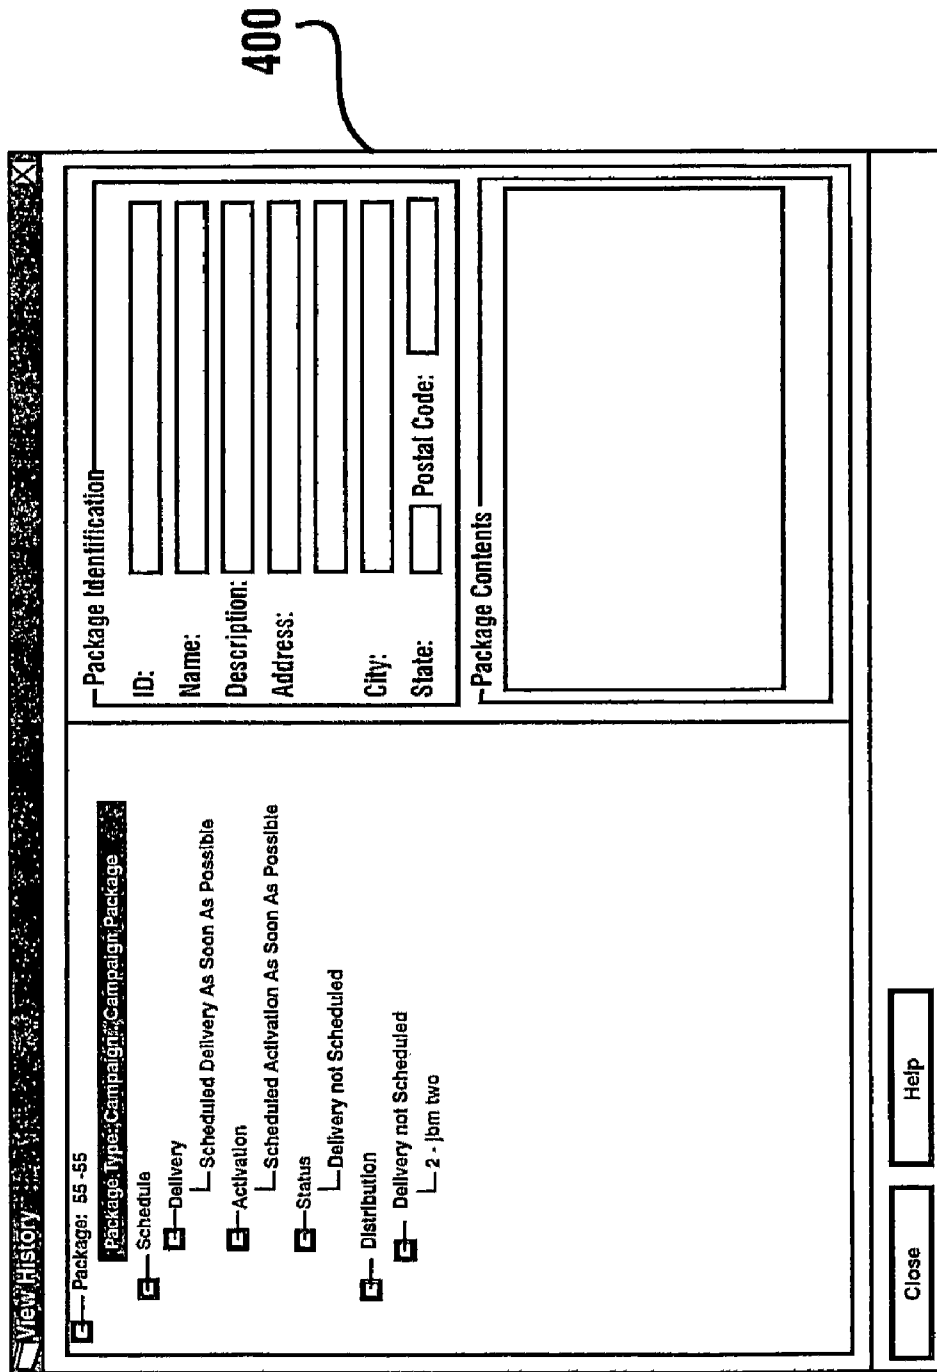 400
View History
Package: 55 -55
Package Type: Campaign: Campaign Package
Schedule
Delivery
Scheduled Delivery As Soon As Possible
Activation
Scheduled Activation As Soon As Possible
Status
Delivery not Scheduled
Distribution
Delivery not Scheduled
2 - jbm two
Package Identification
ID:
Name:
Description:
Address:
City:
State:
Postal Code:
Package Contents
Close
Help